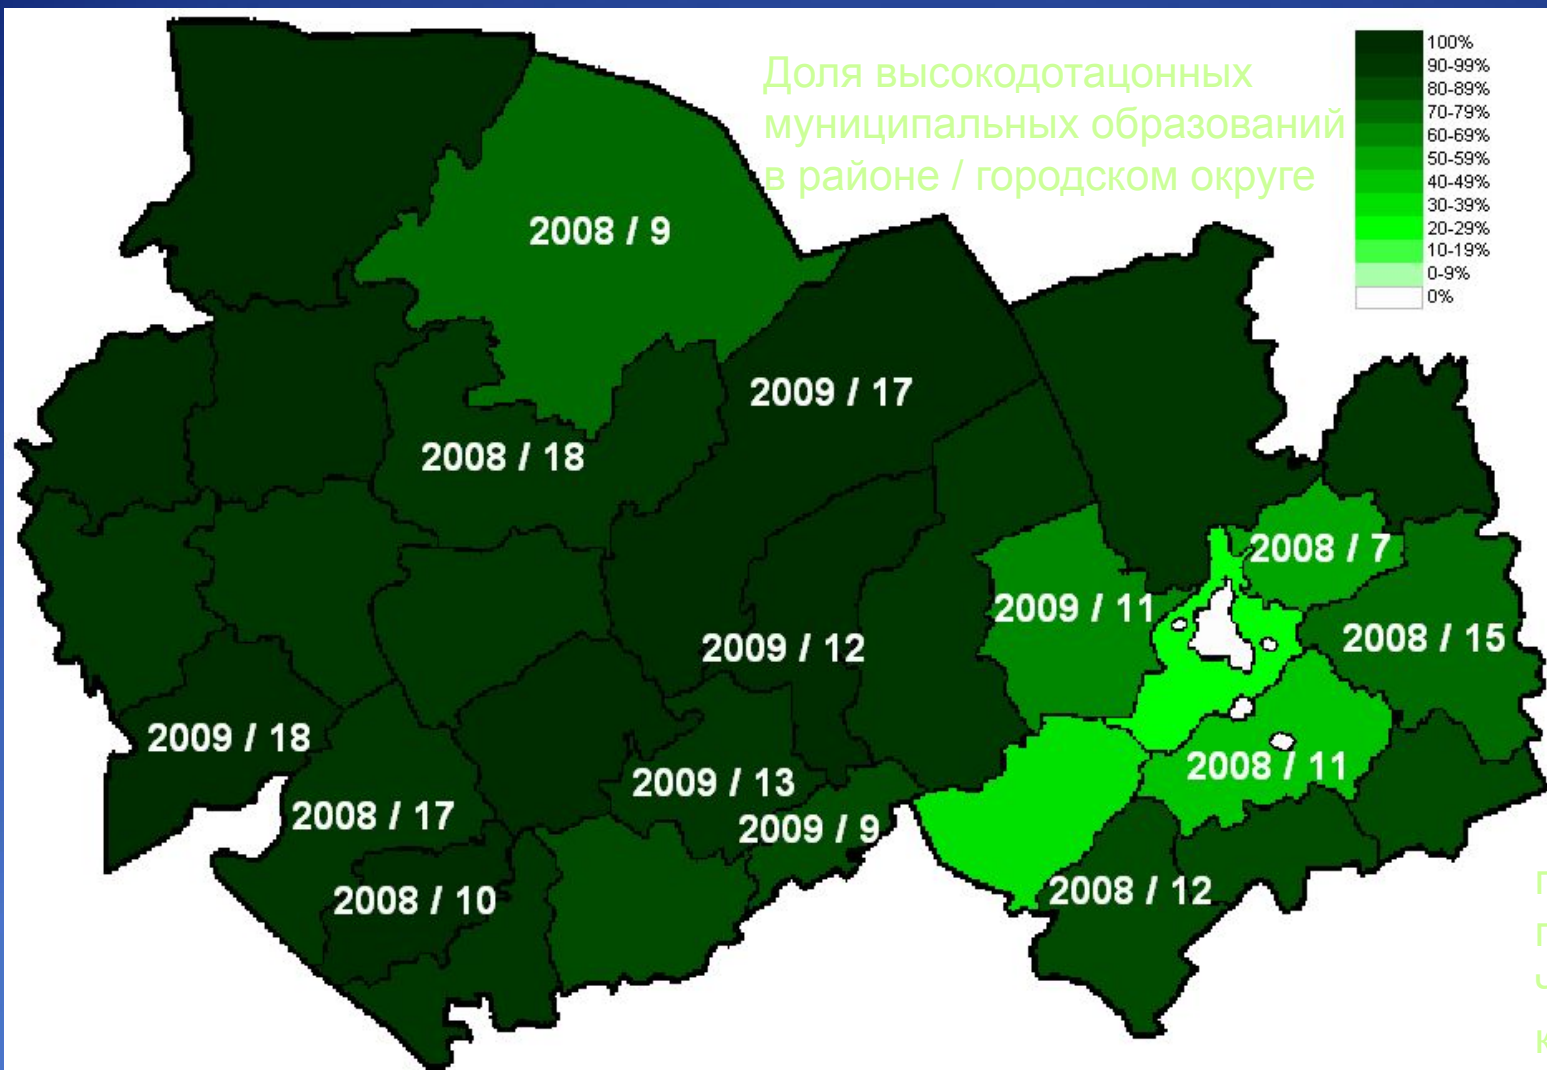 Доля высокодотацонных
муниципальных образований
в районе / городском округе
100%
90-99%
80-89%
70-79%
60-69%
50-59%
40-49%
30-39%
20-29%
10-19%
0-9%
0%
2008 / 9
2009 / 17
2008 / 18
2008 / 7
2009 / 11
2008 / 15
2009 / 12
2009 / 18
2008 / 11
2009 / 13
2008 / 17
2009 / 9
2008 / 12
2008 / 10